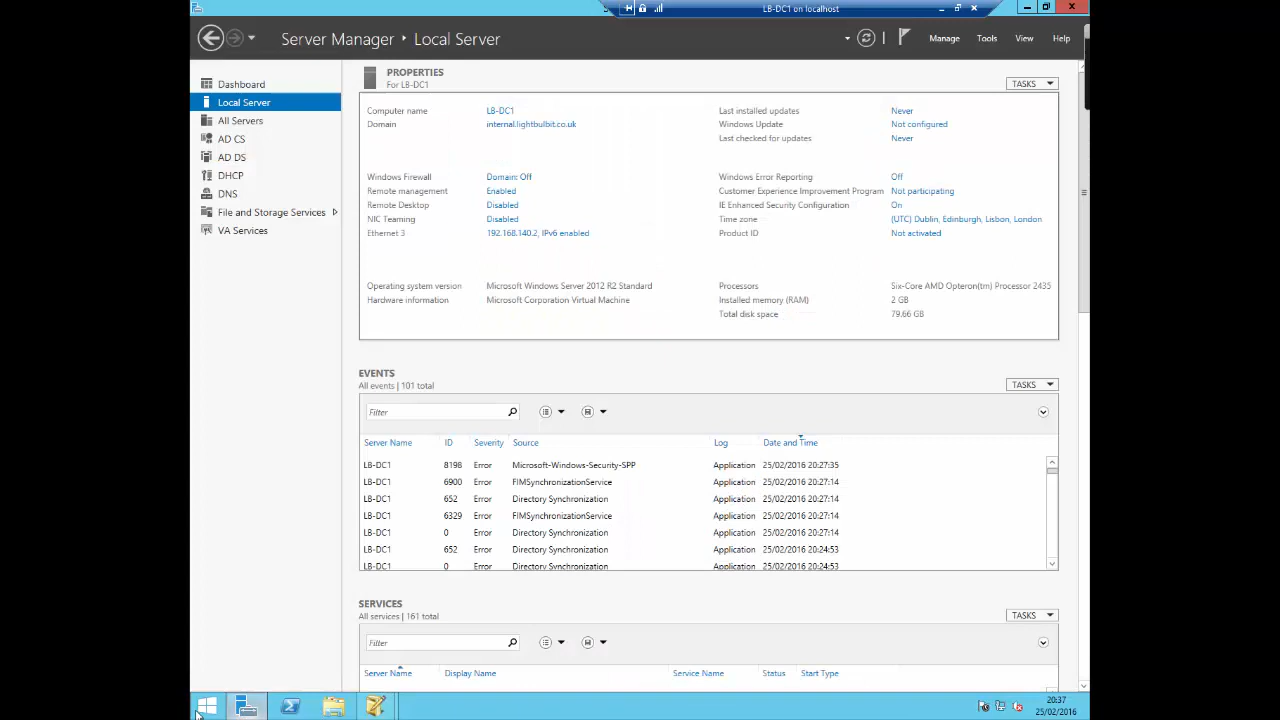 LB-DC1 on localhost
Server Manager ‣ Local Server
Manage Tools View Help
Dashboard
Local Server
All Servers
AD CS
AD DS
DHCP
DNS
File and Storage Services
VA Services
PROPERTIES
For LB-DC1
TASKS
Computer name LB-DC1 Last installed updates Never
Domain internal.lightbulbit.co.uk Windows Update Not configured
Last checked for updates Never
Windows Firewall Domain: Off Windows Error Reporting Off
Remote management Enabled Customer Experience Improvement Program Not participating
Remote Desktop Disabled IE Enhanced Security Configuration On
NIC Teaming Disabled Time zone (UTC) Dublin, Edinburgh, Lisbon, London
Ethernet 3 192.168.140.2, IPv6 enabled Product ID Not activated
Operating system version Microsoft Windows Server 2012 R2 Standard Processors Six-Core AMD Opteron(tm) Processor 2435
Hardware information Microsoft Corporation Virtual Machine Installed memory (RAM) 2 GB
Total disk space 79.66 GB
EVENTS
All events | 101 total
TASKS
Filter
Server Name ID Severity Source Log Date and Time
LB-DC1 8198 Error Microsoft-Windows-Security-SPP Application 25/02/2016 20:27:35
LB-DC1 6900 Error FIMSynchronizationService Application 25/02/2016 20:27:14
LB-DC1 652 Error Directory Synchronization Application 25/02/2016 20:27:14
LB-DC1 6329 Error FIMSynchronizationService Application 25/02/2016 20:27:14
LB-DC1 0 Error Directory Synchronization Application 25/02/2016 20:27:14
LB-DC1 652 Error Directory Synchronization Application 25/02/2016 20:24:53
LB-DC1 0 Error Directory Synchronization Application 25/02/2016 20:24:53
SERVICES
All services | 161 total
TASKS
Filter
Server Name Display Name Service Name Status Start Type
20:37
25/02/2016